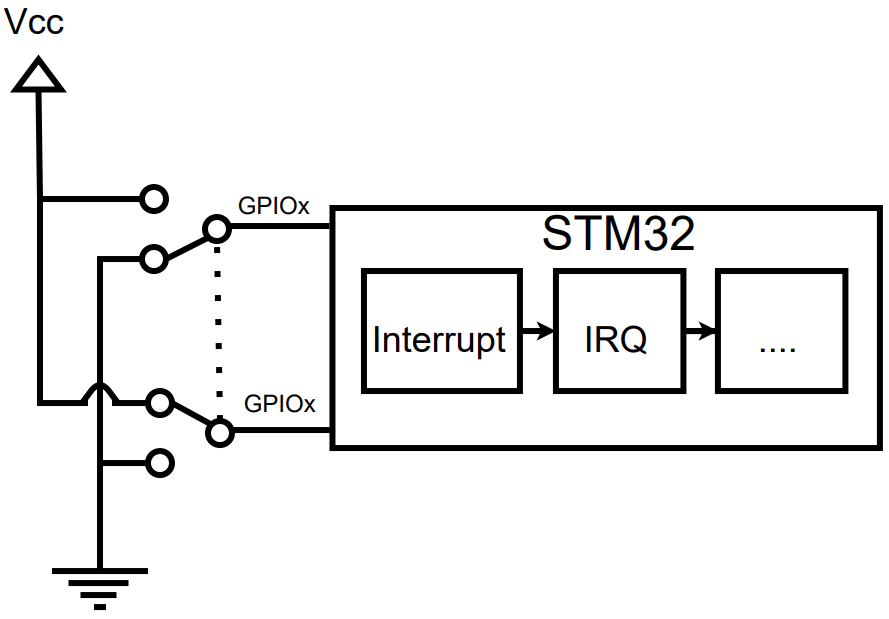 Vcc
GPIOx
STM32
Interrupt
IRQ
....
GPIOx